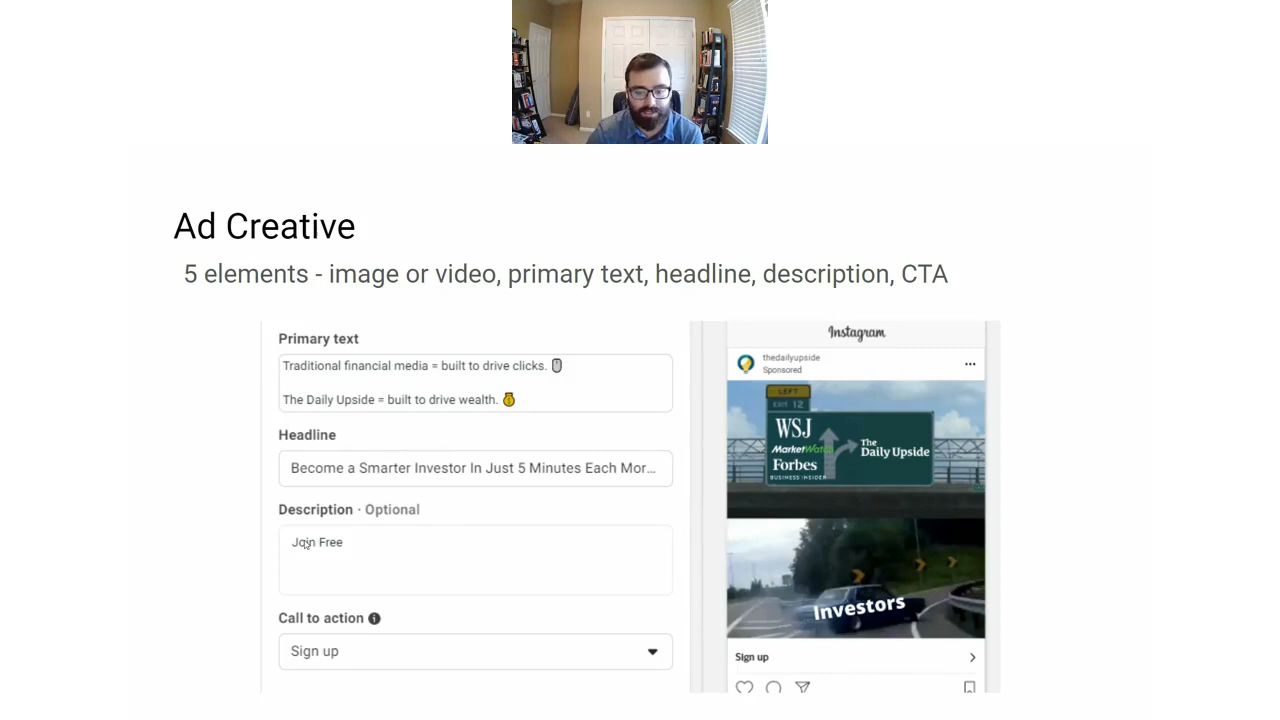 Ad Creative
5 elements - image or video, primary text, headline, description, CTA
Primary text
Traditional financial media = built to drive clicks. 🖱
The Daily Upside = built to drive wealth. 💰
Headline
Become a Smarter Investor In Just 5 Minutes Each Mor...
Description · Optional
Join Free
Call to action
Sign up
Instagram
thedailyupside
Sponsored
LEFT
EXIT 12
WSJ
MarketWatch
Forbes
BUSINESS INSIDER
The
Daily Upside
Investors
Sign up